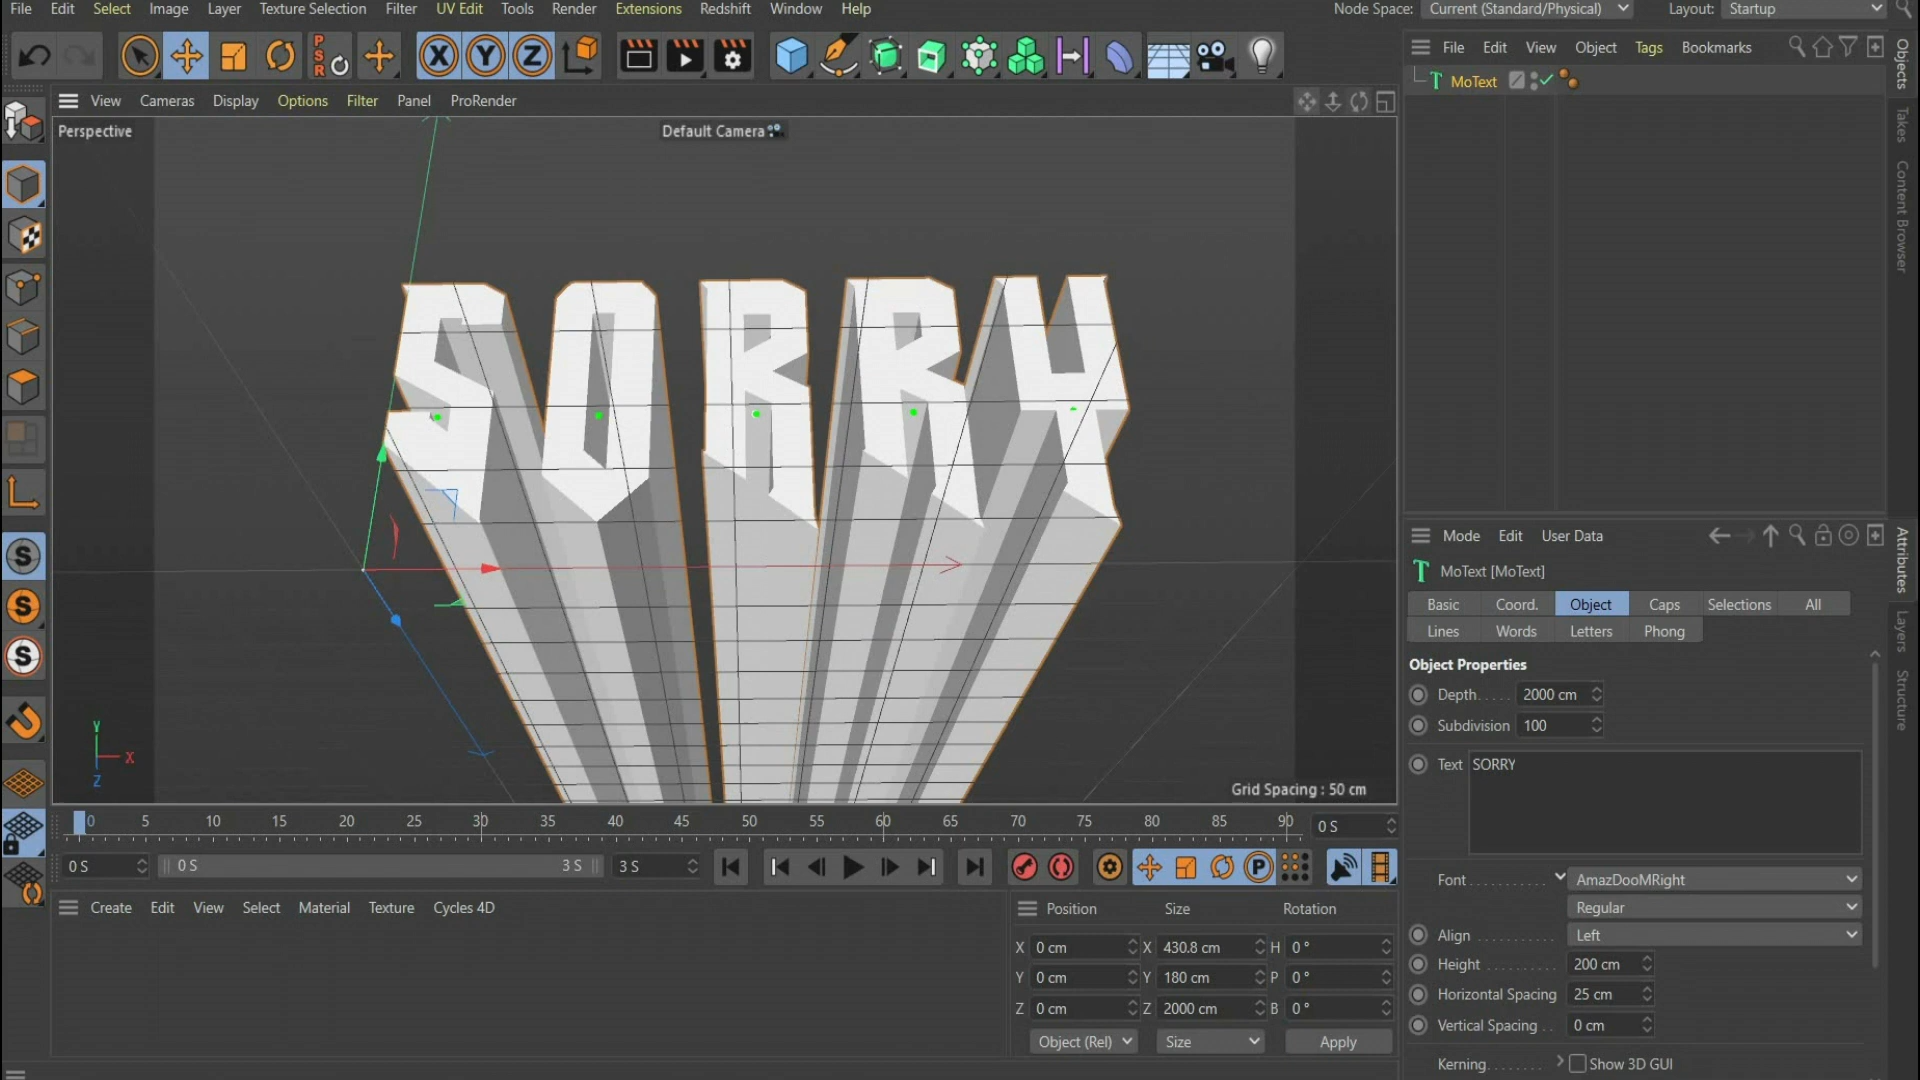 File Edit Select Image Layer Texture Selection Filter UV Edit Tools Render Extensions Redshift Window Help Node Space: Current (Standard/Physical) Layout: Startup
P
S
R
X Y Z
File Edit View Object Tags Bookmarks
MoText
View Cameras Display Options Filter Panel ProRender
Perspective
Default Camera
SORRY
Y
X
Z
Grid Spacing : 50 cm
Objects
Takes
Content Browser
Attributes
Layers
Structure
S
S
S
Mode Edit User Data
MoText [MoText]
Basic Coord. Object Caps Selections All
Lines Words Letters Phong
Object Properties
Depth 2000 cm
Subdivision 100
Text SORRY
Font AmazDooMRight
Regular
Align Left
Height 200 cm
Horizontal Spacing 25 cm
Vertical Spacing 0 cm
Kerning Show 3D GUI
0 5 10 15 20 25 30 35 40 45 50 55 60 65 70 75 80 85 90 0 S
0 S 0 S 3 S 3 S P
Create Edit View Select Material Texture Cycles 4D
Position Size Rotation
X 0 cm X 430.8 cm H 0 °
Y 0 cm Y 180 cm P 0 °
Z 0 cm Z 2000 cm B 0 °
Object (Rel) Size Apply